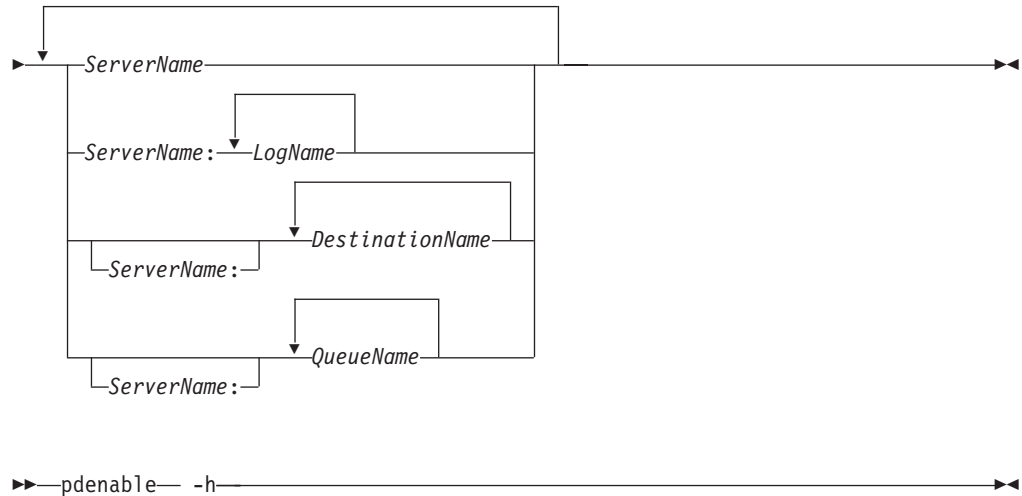 ServerName
ServerName: LogName
DestinationName
ServerName:
QueueName
ServerName:
pdenable -h